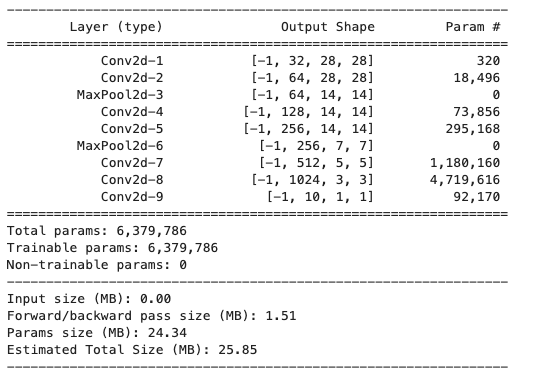 ----------------------------------------------------------------
Layer (type) Output Shape Param #
================================================================
Conv2d-1 [-1, 32, 28, 28] 320
Conv2d-2 [-1, 64, 28, 28] 18,496
MaxPool2d-3 [-1, 64, 14, 14] 0
Conv2d-4 [-1, 128, 14, 14] 73,856
Conv2d-5 [-1, 256, 14, 14] 295,168
MaxPool2d-6 [-1, 256, 7, 7] 0
Conv2d-7 [-1, 512, 5, 5] 1,180,160
Conv2d-8 [-1, 1024, 3, 3] 4,719,616
Conv2d-9 [-1, 10, 1, 1] 92,170
================================================================
Total params: 6,379,786
Trainable params: 6,379,786
Non-trainable params: 0
----------------------------------------------------------------
Input size (MB): 0.00
Forward/backward pass size (MB): 1.51
Params size (MB): 24.34
Estimated Total Size (MB): 25.85
----------------------------------------------------------------